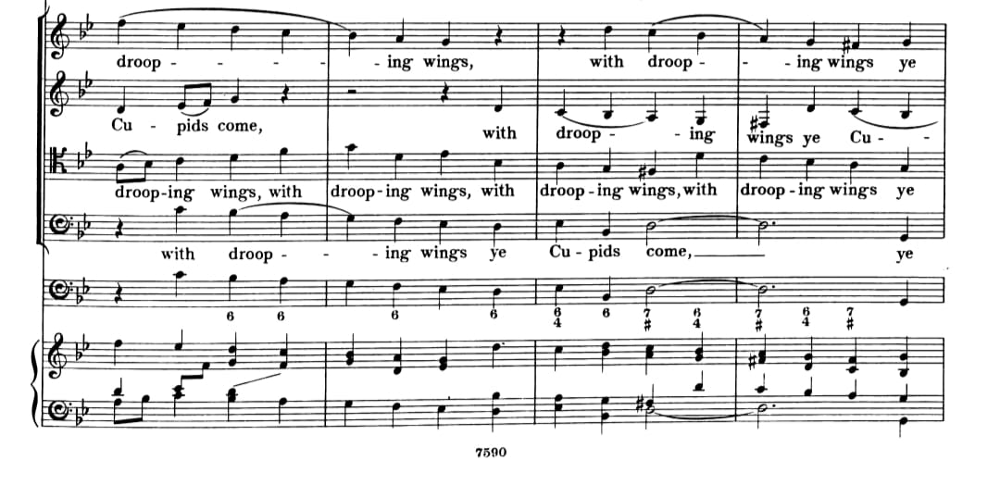 droop - - - - - ing wings, with droop - - - ing wings ye
Cu - pids come, with droop - - ing wings ye Cu - -
droop-ing wings, with droop-ing wings, with droop-ing wings, with droop-ing wings ye
with droop - - - ing wings ye Cu - pids come, ye
6 6 6 6 6 6 7 6 7 6 7
4 # 4 # 4 #
7590